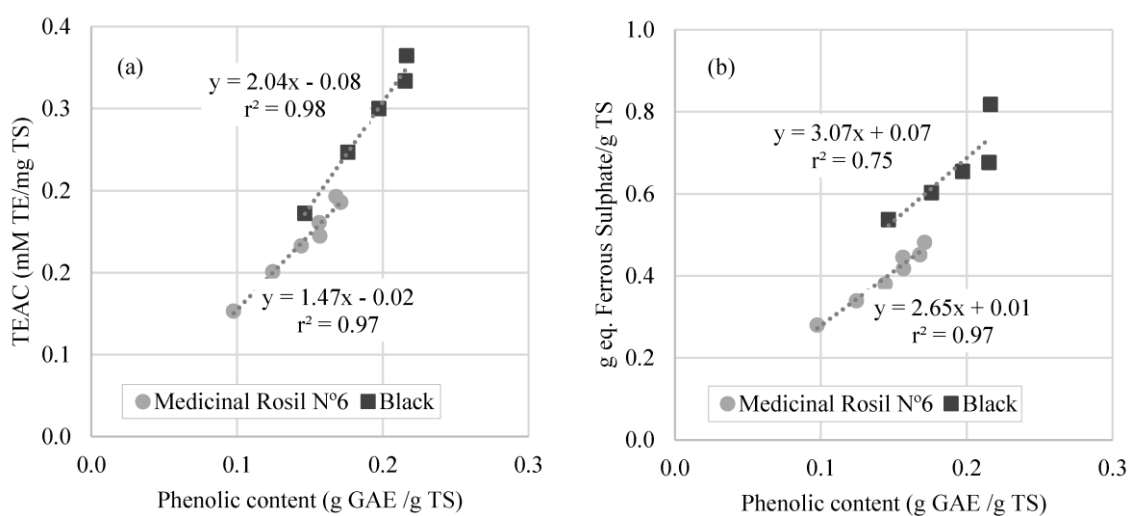 (a)
y = 2.04x - 0.08
r² = 0.98
y = 1.47x - 0.02
r² = 0.97
Medicinal Rosil Nº6 Black
TEAC (mM TE/mg TS)
0.4
0.3
0.3
0.2
0.2
0.1
0.0
0.0 0.1 0.2 0.3
Phenolic content (g GAE /g TS)
(b)
y = 3.07x + 0.07
r² = 0.75
y = 2.65x + 0.01
r² = 0.97
Medicinal Rosil Nº6 Black
g eq. Ferrous Sulphate/g TS
1.0
0.8
0.6
0.4
0.2
0.0
0.0 0.1 0.2 0.3
Phenolic content (g GAE /g TS)